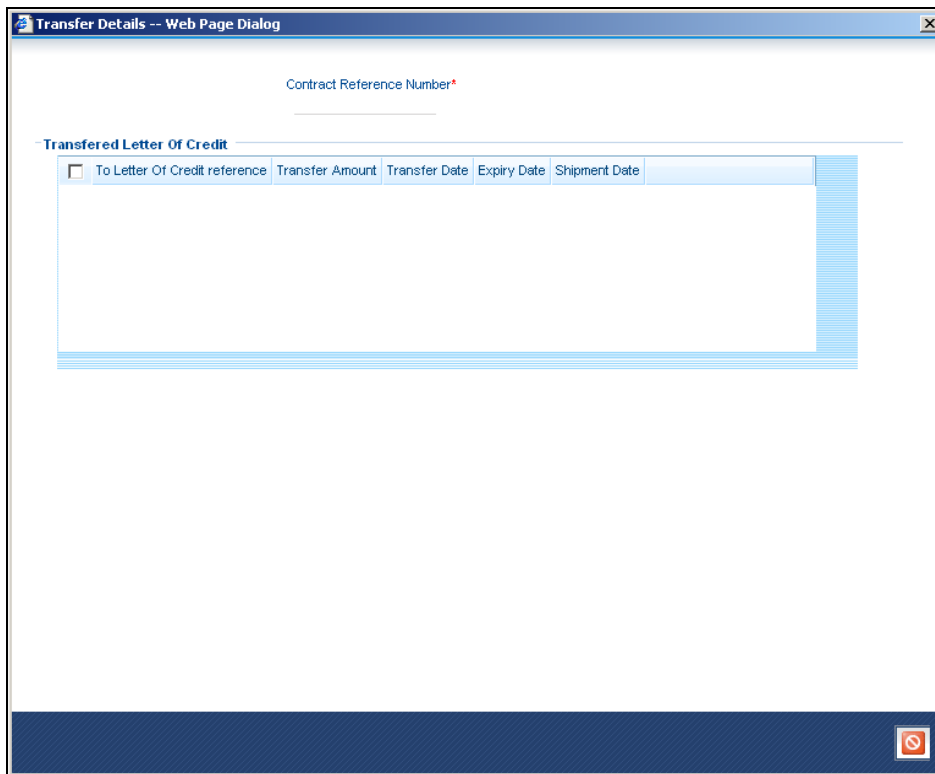 Transfer Details -- Web Page Dialog
Contract Reference Number*
Transfered Letter Of Credit
To Letter Of Credit reference Transfer Amount Transfer Date Expiry Date Shipment Date